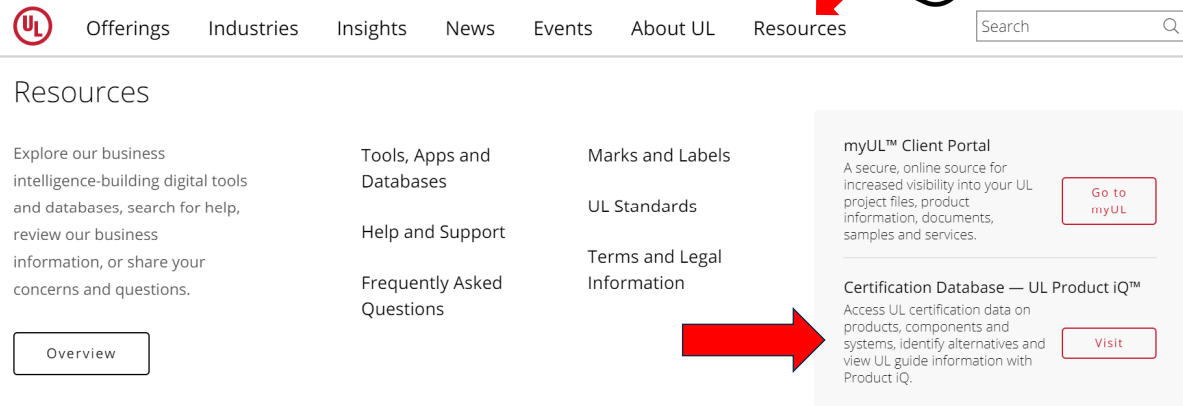 UL
Offerings Industries Insights News Events About UL Resources Search
Resources
Explore our business
intelligence-building digital tools
and databases, search for help,
review our business
information, or share your
concerns and questions.
Overview
Tools, Apps and
Databases
Help and Support
Frequently Asked
Questions
Marks and Labels
UL Standards
Terms and Legal
Information
myUL™ Client Portal
A secure, online source for
increased visibility into your UL
project files, product
information, documents,
samples and services.
Go to
myUL
Certification Database — UL Product iQ™
Access UL certification data on
products, components and
systems, identify alternatives and
view UL guide information with
Product iQ.
Visit